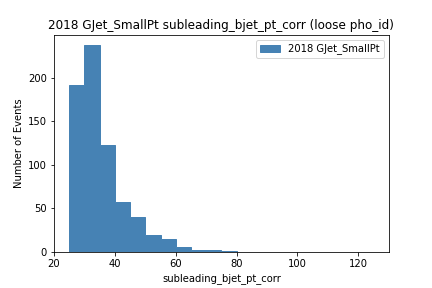 2018 GJet_SmallPt subleading_bjet_pt_corr (loose pho_id)
2018 GJet_SmallPt
Number of Events
200
150
100
50
0
20 40 60 80 100 120
subleading_bjet_pt_corr